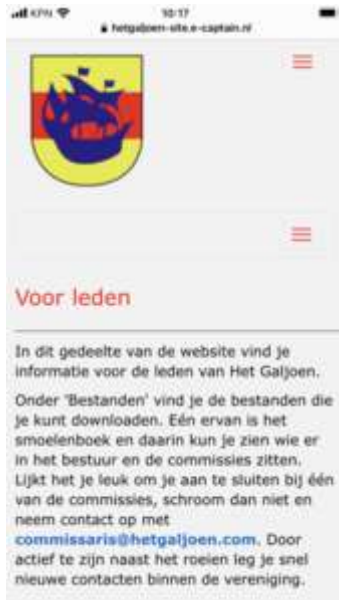 KPN 10:17
hetgaljoen-site.e-captain.nl
Voor leden
In dit gedeelte van de website vind je
informatie voor de leden van Het Galjoen.
Onder 'Bestanden' vind je de bestanden die
je kunt downloaden. Eén ervan is het
smoelenboek en daarin kun je zien wie er
in het bestuur en de commissies zitten.
Lijkt het je leuk om je aan te sluiten bij één
van de commissies, schroom dan niet en
neem contact op met
commissaris@hetgaljoen.com. Door
actief te zijn naast het roeien leg je snel
nieuwe contacten binnen de vereniging.